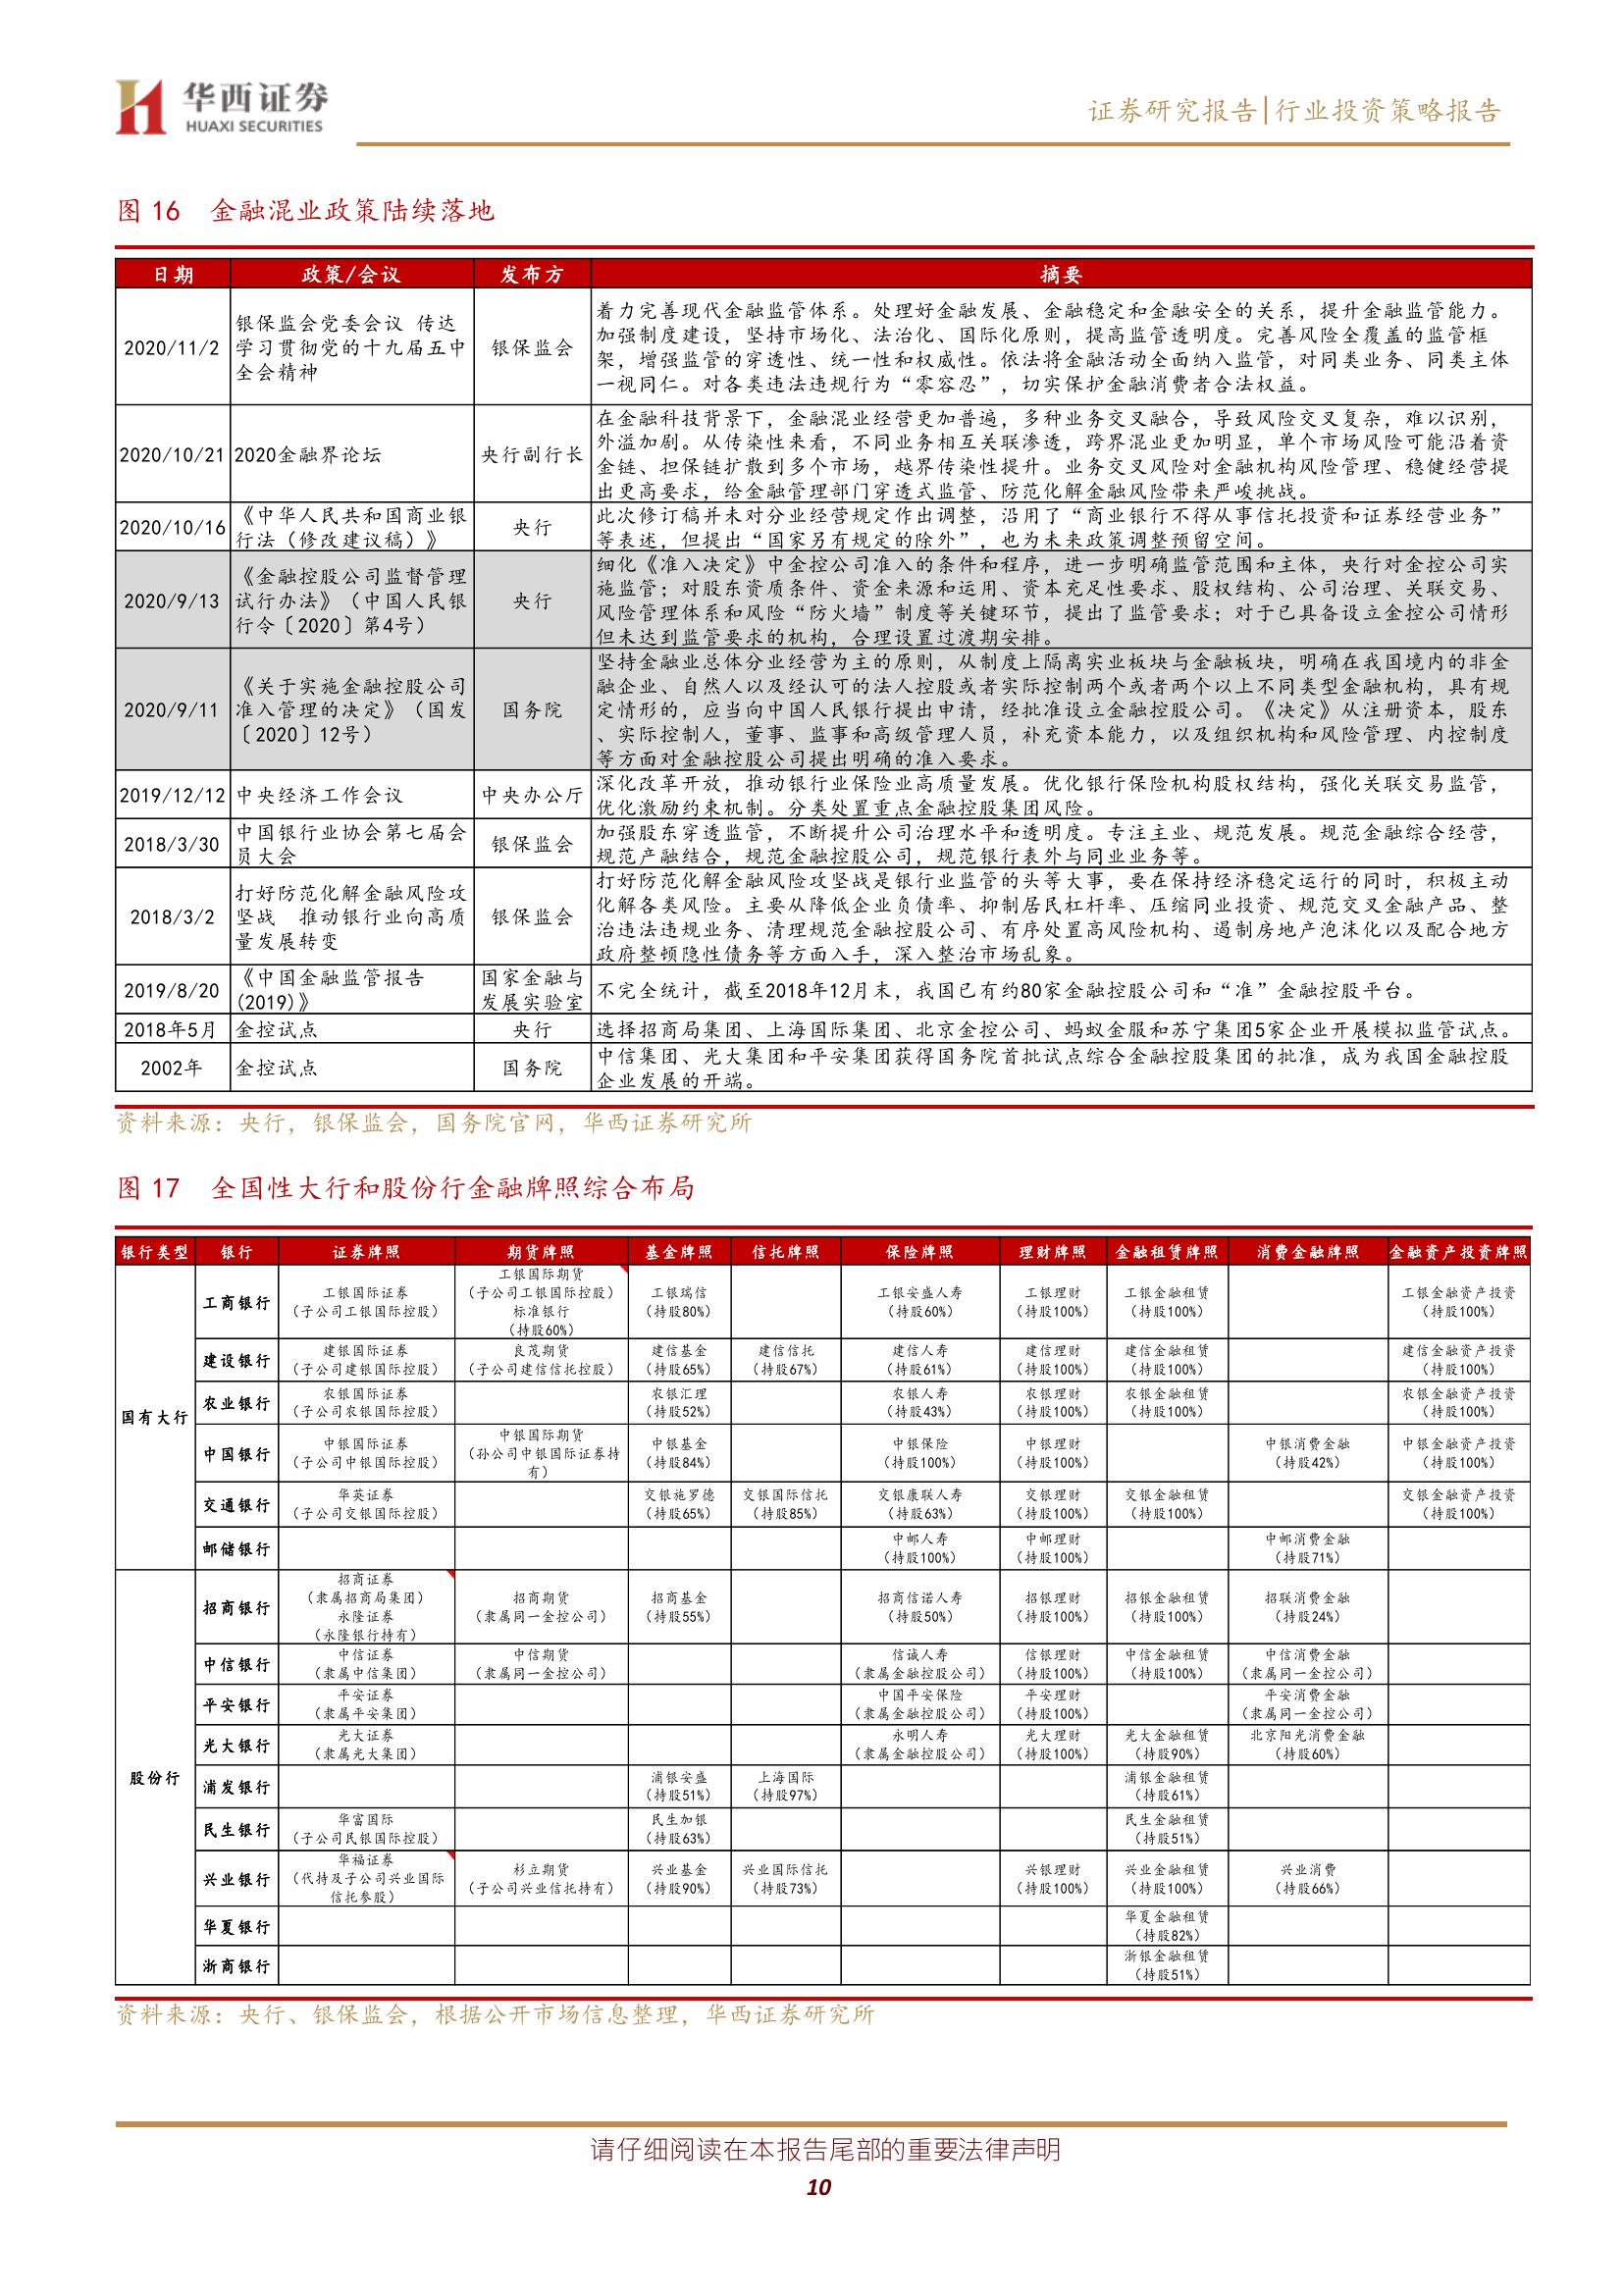 华西证券
HUAXI SECURITIES
证券研究报告|行业投资策略报告
图 16 金融混业政策陆续落地
日期 政策/会议 发布方 摘要
2020/11/2
银保监会党委会议 传达
学习贯彻党的十九届五中
全会精神
银保监会
着力完善现代金融监管体系。处理好金融发展、金融稳定和金融安全的关系，提升金融监管能力。
加强制度建设，坚持市场化、法治化、国际化原则，提高监管透明度。完善风险全覆盖的监管框
架，增强监管的穿透性、统一性和权威性。依法将金融活动全面纳入监管，对同类业务、同类主体
一视同仁。对各类违法违规行为“零容忍”，切实保护金融消费者合法权益。
2020/10/21
2020金融界论坛
央行副行长
在金融科技背景下，金融混业经营更加普遍，多种业务交叉融合，导致风险交叉复杂，难以识别，
外溢加剧。从传染性来看，不同业务相互关联渗透，跨界混业更加明显，单个市场风险可能沿着资
金链、担保链扩散到多个市场，越界传染性提升。业务交叉风险对金融机构风险管理、稳健经营提
出更高要求，给金融管理部门穿透式监管、防范化解金融风险带来严峻挑战。
2020/10/16
《中华人民共和国商业银
行法（修改建议稿）》
央行
此次修订稿并未对分业经营规定作出调整，沿用了“商业银行不得从事信托投资和证券经营业务”
等表述，但提出“国家另有规定的除外”，也为未来政策调整预留空间。
2020/9/13
《金融控股公司监督管理
试行办法》（中国人民银
行令〔2020〕第4号）
央行
细化《准入决定》中金控公司准入的条件和程序，进一步明确监管范围和主体，央行对金控公司实
施监管；对股东资质条件、资金来源和运用、资本充足性要求、股权结构、公司治理、关联交易、
风险管理体系和风险“防火墙”制度等关键环节，提出了监管要求；对于已具备设立金控公司情形
但未达到监管要求的机构，合理设置过渡期安排。
2020/9/11
《关于实施金融控股公司
准入管理的决定》（国发
〔2020〕12号）
国务院
坚持金融业总体分业经营为主的原则，从制度上隔离实业板块与金融板块，明确在我国境内的非金
融企业、自然人以及经认可的法人控股或者实际控制两个或者两个以上不同类型金融机构，具有规
定情形的，应当向中国人民银行提出申请，经批准设立金融控股公司。《决定》从注册资本，股东
、实际控制人，董事、监事和高级管理人员，补充资本能力，以及组织机构和风险管理、内控制度
等方面对金融控股公司提出明确的准入要求。
2019/12/12
中央经济工作会议
中央办公厅
深化改革开放，推动银行业保险业高质量发展。优化银行保险机构股权结构，强化关联交易监管，
优化激励约束机制。分类处置重点金融控股集团风险。
2018/3/30
中国银行业协会第七届会
员大会
银保监会
加强股东穿透监管，不断提升公司治理水平和透明度。专注主业、规范发展。规范金融综合经营，
规范产融结合，规范金融控股公司，规范银行表外与同业业务等。
2018/3/2
打好防范化解金融风险攻
坚战 推动银行业向高质
量发展转变
银保监会
打好防范化解金融风险攻坚战是银行业监管的头等大事，要在保持经济稳定运行的同时，积极主动
化解各类风险。主要从降低企业负债率、抑制居民杠杆率、压缩同业投资、规范交叉金融产品、整
治违法违规业务、清理规范金融控股公司、有序处置高风险机构、遏制房地产泡沫化以及配合地方
政府整顿隐性债务等方面入手，深入整治市场乱象。
2019/8/20
《中国金融监管报告
(2019)》
国家金融与
发展实验室
不完全统计，截至2018年12月末，我国已有约80家金融控股公司和“准”金融控股平台。
2018年5月
金控试点
央行
选择招商局集团、上海国际集团、北京金控公司、蚂蚁金服和苏宁集团5家企业开展模拟监管试点。
2002年
金控试点
国务院
中信集团、光大集团和平安集团获得国务院首批试点综合金融控股集团的批准，成为我国金融控股
企业发展的开端。
资料来源：央行，银保监会，国务院官网，华西证券研究所
图 17 全国性大行和股份行金融牌照综合布局
银行类型 银行 证券牌照 期货牌照 基金牌照 信托牌照 保险牌照 理财牌照 金融租赁牌照 消费金融牌照 金融资产投资牌照
国有大行
工商银行
工银国际证券
（子公司工银国际控股）
工银国际期货
（子公司工银国际控股）
标准银行
（持股60%）
工银瑞信
（持股80%）
工银安盛人寿
（持股60%）
工银理财
（持股100%）
工银金融租赁
（持股100%）
工银金融资产投资
（持股100%）
建设银行
建银国际证券
（子公司建银国际控股）
良茂期货
（子公司建信信托控股）
建信基金
（持股65%）
建信信托
（持股67%）
建信人寿
（持股61%）
建信理财
（持股100%）
建信金融租赁
（持股100%）
建信金融资产投资
（持股100%）
农业银行
农银国际证券
（子公司农银国际控股）
农银汇理
（持股52%）
农银人寿
（持股43%）
农银理财
（持股100%）
农银金融租赁
（持股100%）
农银金融资产投资
（持股100%）
中国银行
中银国际证券
（子公司中银国际控股）
中银国际期货
（孙公司中银国际证券持
有）
中银基金
（持股84%）
中银保险
（持股100%）
中银理财
（持股100%）
中银消费金融
（持股42%）
中银金融资产投资
（持股100%）
交通银行
华英证券
（子公司交银国际控股）
交银施罗德
（持股65%）
交银国际信托
（持股85%）
交银康联人寿
（持股63%）
交银理财
（持股100%）
交银金融租赁
（持股100%）
交银金融资产投资
（持股100%）
邮储银行
中邮人寿
（持股100%）
中邮理财
（持股100%）
中邮消费金融
（持股71%）
股份行
招商银行
招商证券
（隶属招商局集团）
永隆证券
（永隆银行持有）
招商期货
（隶属同一金控公司）
招商基金
（持股55%）
招商信诺人寿
（持股50%）
招银理财
（持股100%）
招银金融租赁
（持股100%）
招联消费金融
（持股24%）
中信银行
中信证券
（隶属中信集团）
中信期货
（隶属同一金控公司）
信诚人寿
（隶属金融控股公司）
信银理财
（持股100%）
中信金融租赁
（持股100%）
中信消费金融
（隶属同一金控公司）
平安银行
平安证券
（隶属平安集团）
中国平安保险
（隶属金融控股公司）
平安理财
（持股100%）
平安消费金融
（隶属同一金控公司）
光大银行
光大证券
（隶属光大集团）
永明人寿
（隶属金融控股公司）
光大理财
（持股100%）
光大金融租赁
（持股90%）
北京阳光消费金融
（持股60%）
浦发银行
浦银安盛
（持股51%）
上海国际
（持股97%）
浦银金融租赁
（持股61%）
民生银行
华富国际
（子公司民银国际控股）
民生加银
（持股63%）
民生金融租赁
（持股51%）
兴业银行
华福证券
（代持及子公司兴业国际
信托参股）
杉立期货
（子公司兴业信托持有）
兴业基金
（持股90%）
兴业国际信托
（持股73%）
兴银理财
（持股100%）
兴业金融租赁
（持股100%）
兴业消费
（持股66%）
华夏银行
华夏金融租赁
（持股82%）
浙商银行
浙银金融租赁
（持股51%）
资料来源：央行、银保监会，根据公开市场信息整理，华西证券研究所
请仔细阅读在本报告尾部的重要法律声明
10